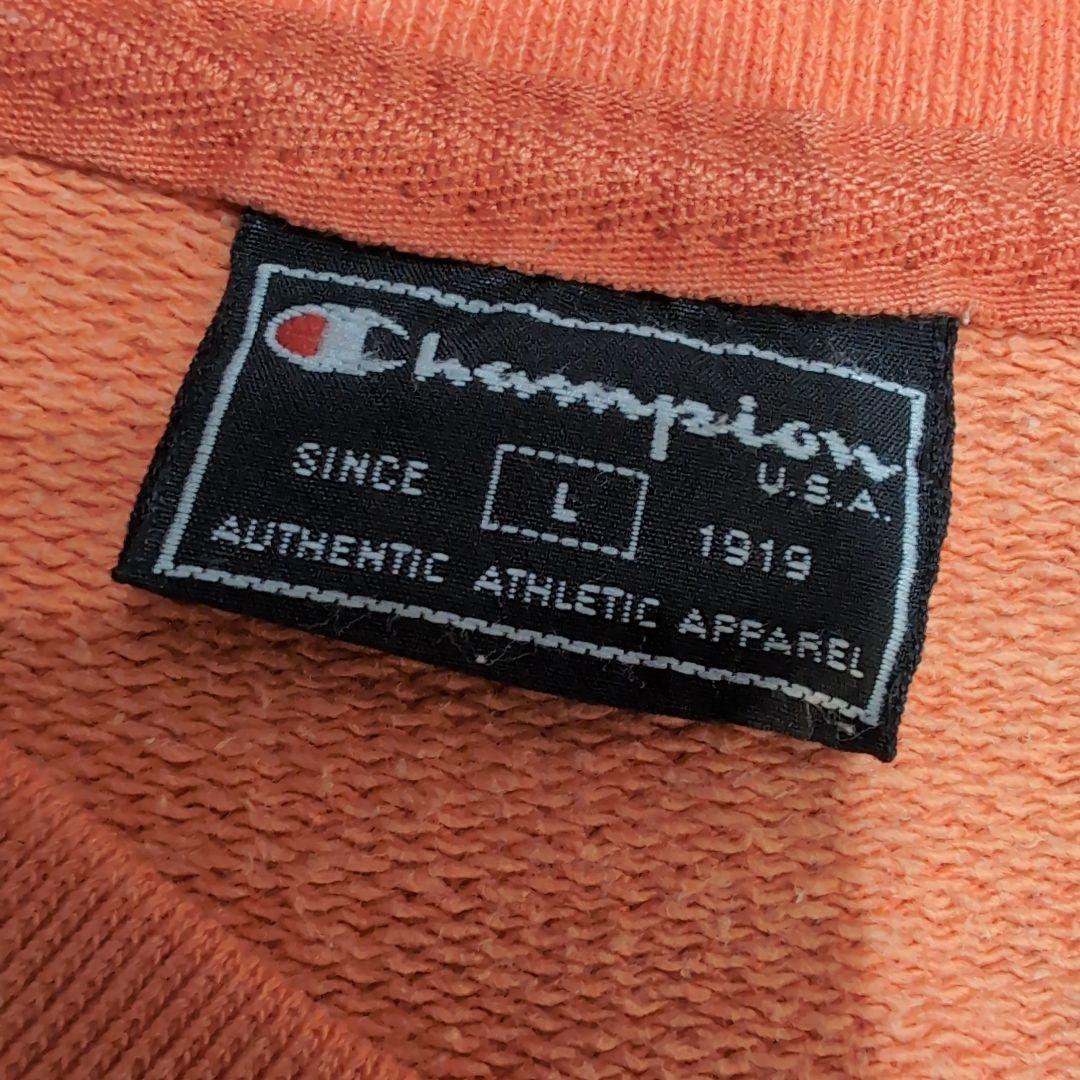 Champion
U.S.A.
SINCE L 1919
AUTHENTIC ATHLETIC APPAREL